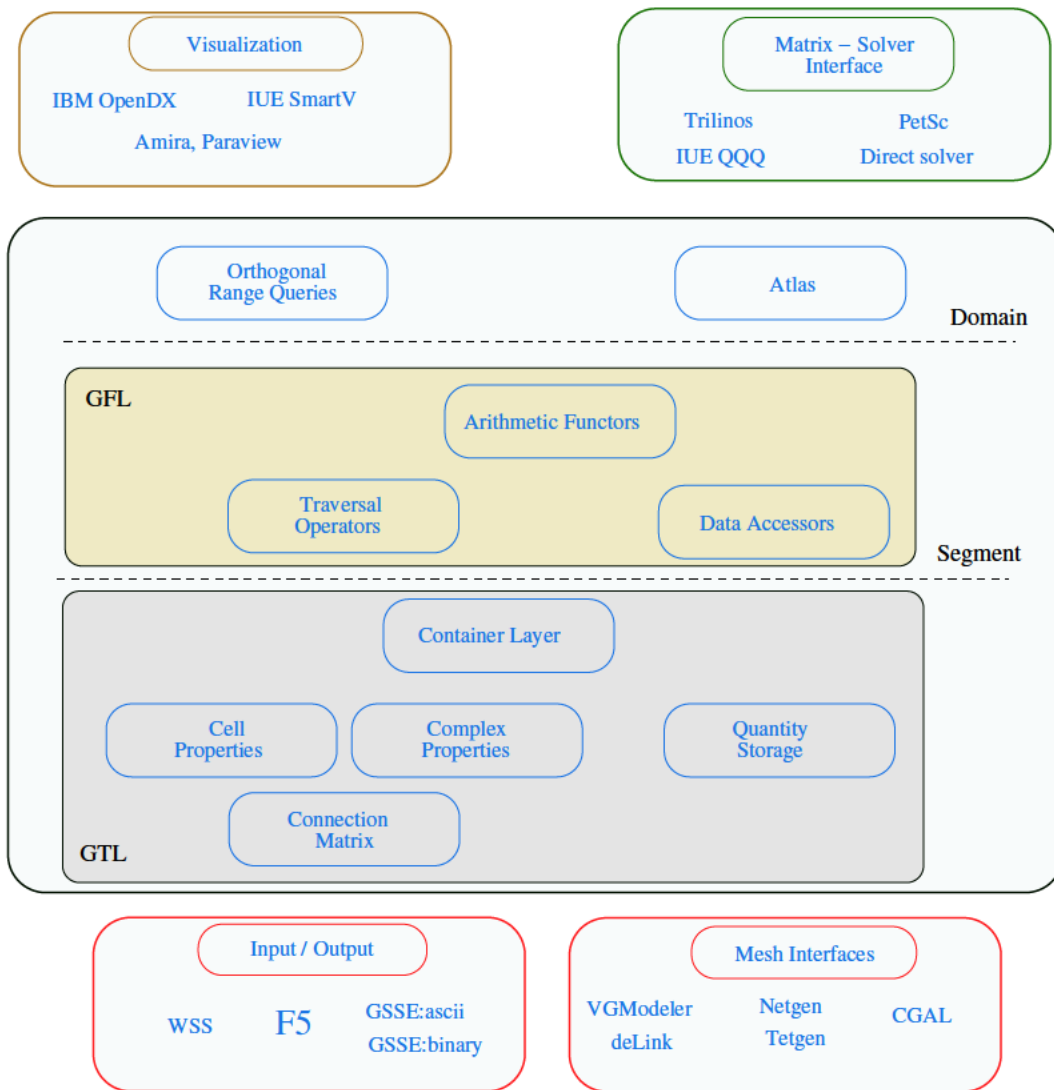 Visualization
IBM OpenDX
IUE SmartV
Amira, Paraview
Matrix – Solver
Interface
Trilinos
PetSc
IUE QQQ
Direct solver
Orthogonal
Range Queries
Atlas
Domain
GFL
Arithmetic Functors
Traversal
Operators
Data Accessors
Segment
Container Layer
Cell
Properties
Complex
Properties
Quantity
Storage
Connection
Matrix
GTL
Input / Output
WSS
F5
GSSE:ascii
GSSE:binary
Mesh Interfaces
VGModeler
deLink
Netgen
Tetgen
CGAL